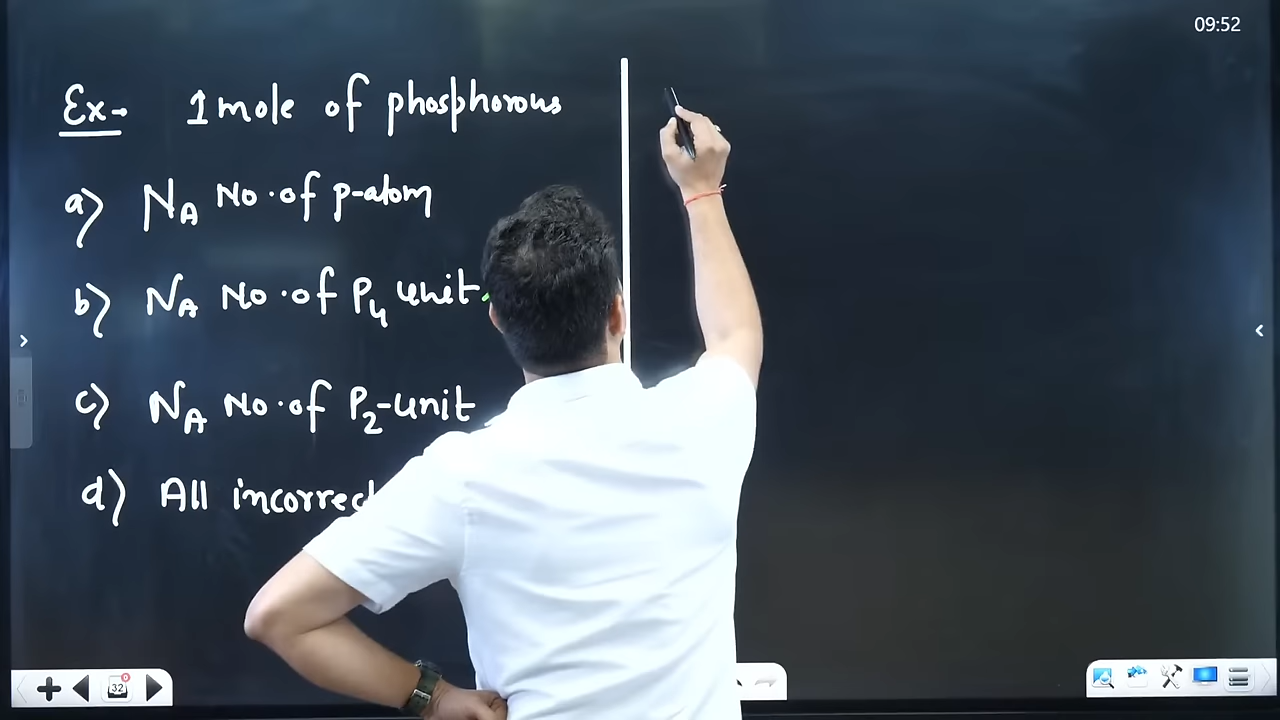 09:52
Ex- 1 mole of phosphorous
a) NA No. of p-atom
b) NA No. of P4 unit.
c) NA No. of P2-unit
d) All incorrect
32